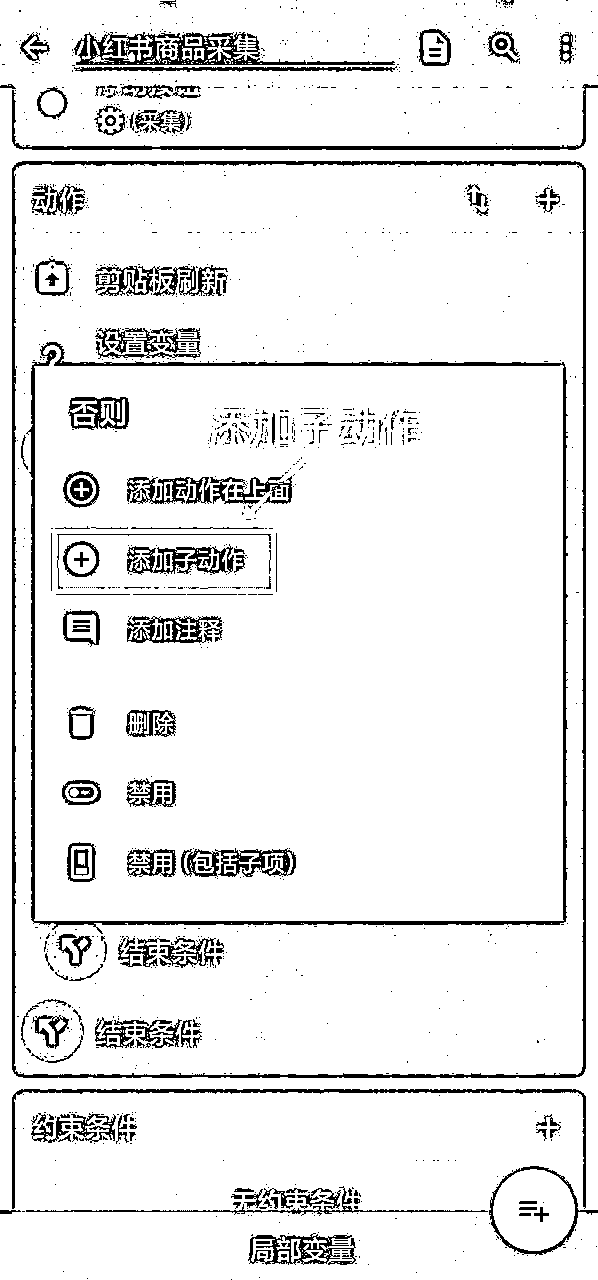 小红书商品采集
(采集)
动作
剪贴板刷新
设置变量
否则
添加子动作
添加动作在上面
添加子动作
添加注释
删除
禁用
禁用 (包括子项)
结束条件
结束条件
约束条件
无约束条件
局部变量